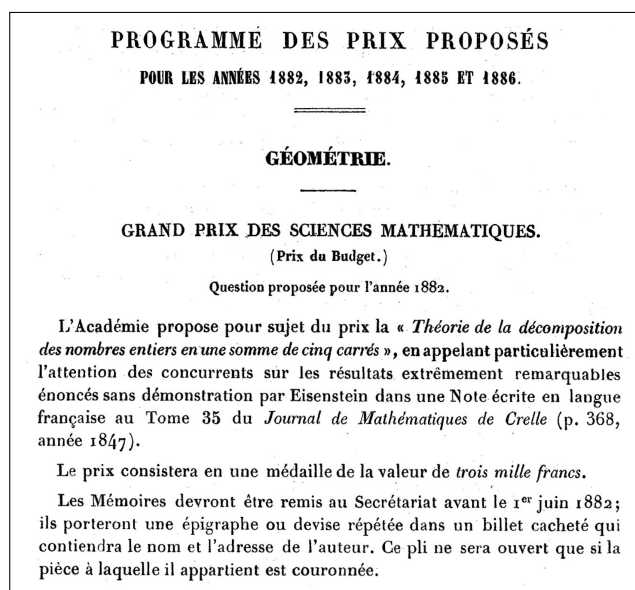 PROGRAMME DES PRIX PROPOSÉS
POUR LES ANNÉES 1882, 1883, 1884, 1885 ET 1886.
GÉOMÉTRIE.
GRAND PRIX DES SCIENCES MATHÉMATIQUES.
(Prix du Budget.)
Question proposée pour l'année 1882.
L'Académie propose pour sujet du prix la « Théorie de la décomposition
des nombres entiers en une somme de cinq carrés », en appelant particulièrement
l'attention des concurrents sur les résultats extrêmement remarquables
énoncés sans démonstration par Eisenstein dans une Note écrite en langue
française au Tome 35 du Journal de Mathématiques de Crelle (p. 368,
année 1847).
Le prix consistera en une médaille de la valeur de trois mille francs.
Les Mémoires devront être remis au Secrétariat avant le 1er juin 1882;
ils porteront une épigraphe ou devise répétée dans un billet cacheté qui
contiendra le nom et l'adresse de l'auteur. Ce pli ne sera ouvert que si la
pièce à laquelle il appartient est couronnée.